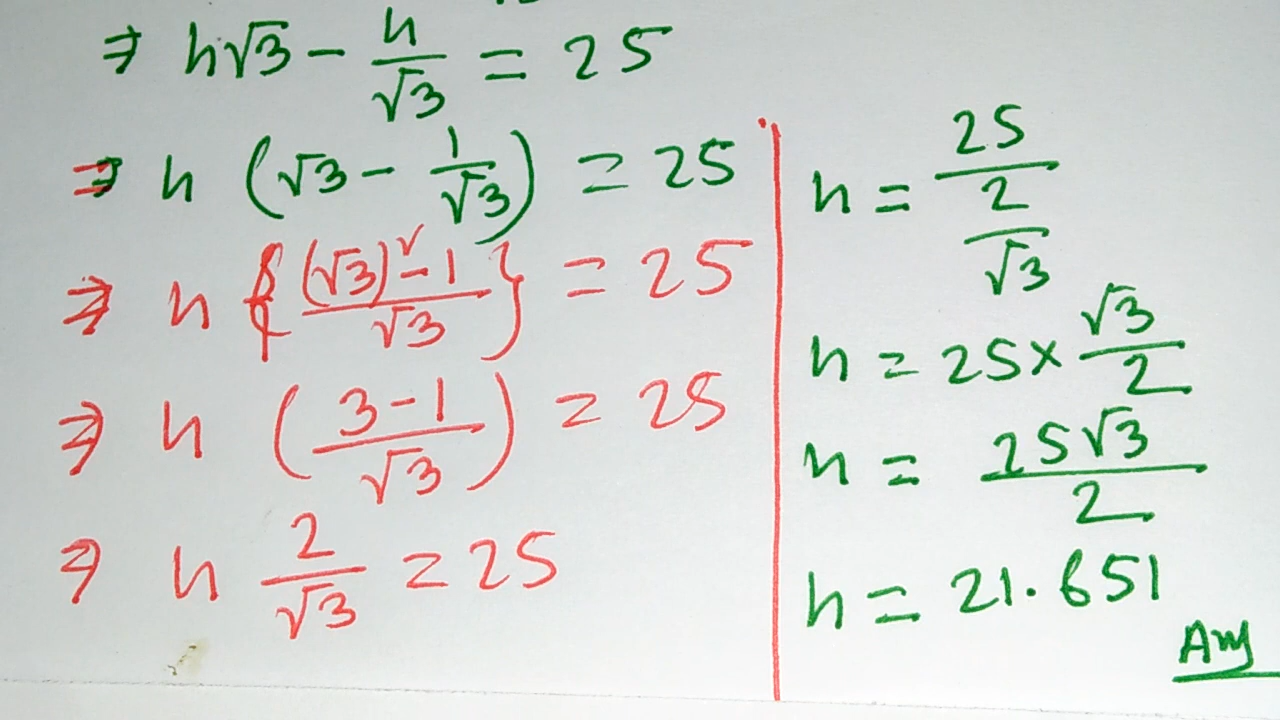 ⇒ h√3 - h/√3 = 25
⇒ h (√3 - 1/√3) = 25
⇒ h {((√3)² - 1)/√3} = 25
⇒ h ((3-1)/√3) = 25
⇒ h 2/√3 = 25
h = 25/(2/√3)
h = 25 × √3/2
h = 25√3/2
h = 21.651
Ans